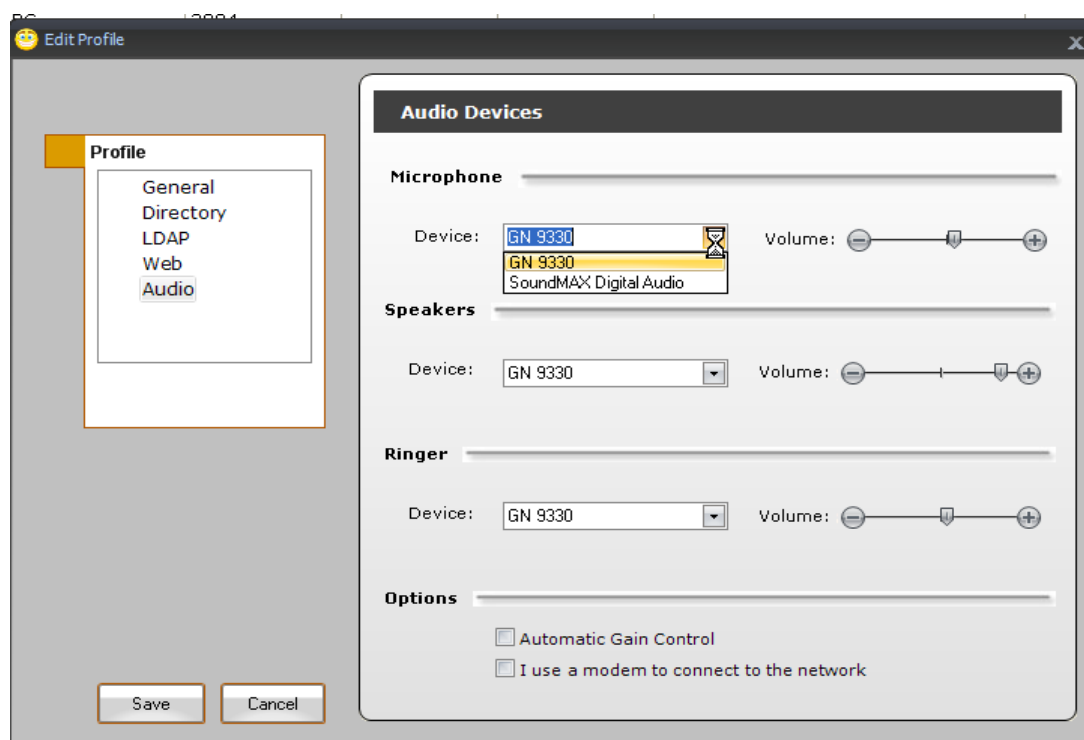 Edit Profile
x
Audio Devices
Profile
General
Directory
LDAP
Web
Audio
Microphone
Device: GN 9330 Volume:
GN 9330
SoundMAX Digital Audio
Speakers
Device: GN 9330 Volume:
Ringer
Device: GN 9330 Volume:
Options
Automatic Gain Control
I use a modem to connect to the network
Save Cancel